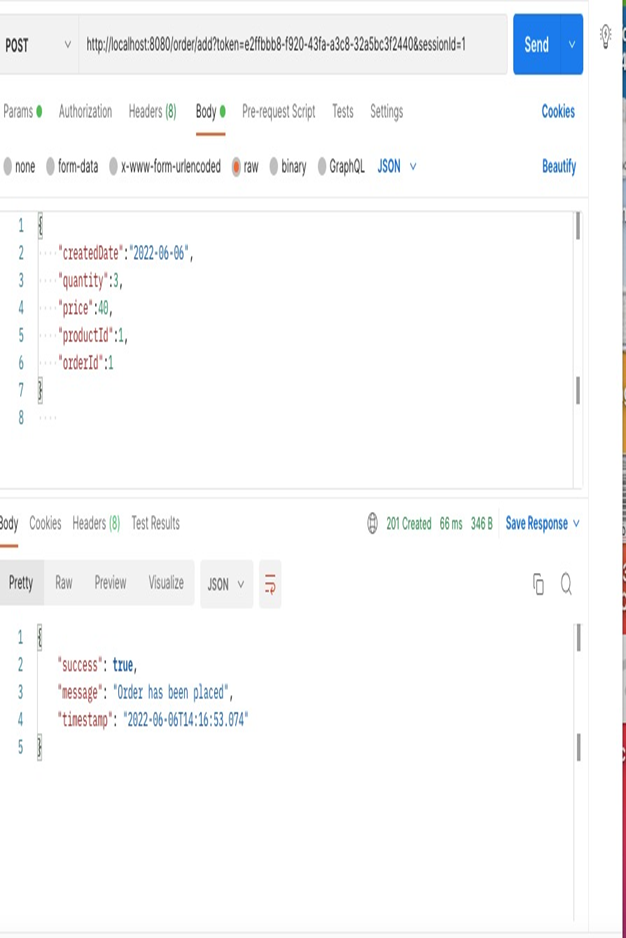 POST http://localhost:8080/order/add?token=e2ffbbb8-f920-43fa-a3c8-32a5bc3f2440&sessionId=1 Send
Params Authorization Headers (8) Body Pre-request Script Tests Settings Cookies
none form-data x-www-form-urlencoded raw binary GraphQL JSON Beautify
1 {
2 "createdDate":"2022-06-06",
3 "quantity":3,
4 "price":40,
5 "productId":1,
6 "orderId":1
7 }
8
Body Cookies Headers (8) Test Results 201 Created 66 ms 346 B Save Response
Pretty Raw Preview Visualize JSON
1 {
2 "success": true,
3 "message": "Order has been placed",
4 "timestamp": "2022-06-06T14:16:53.074"
5 }